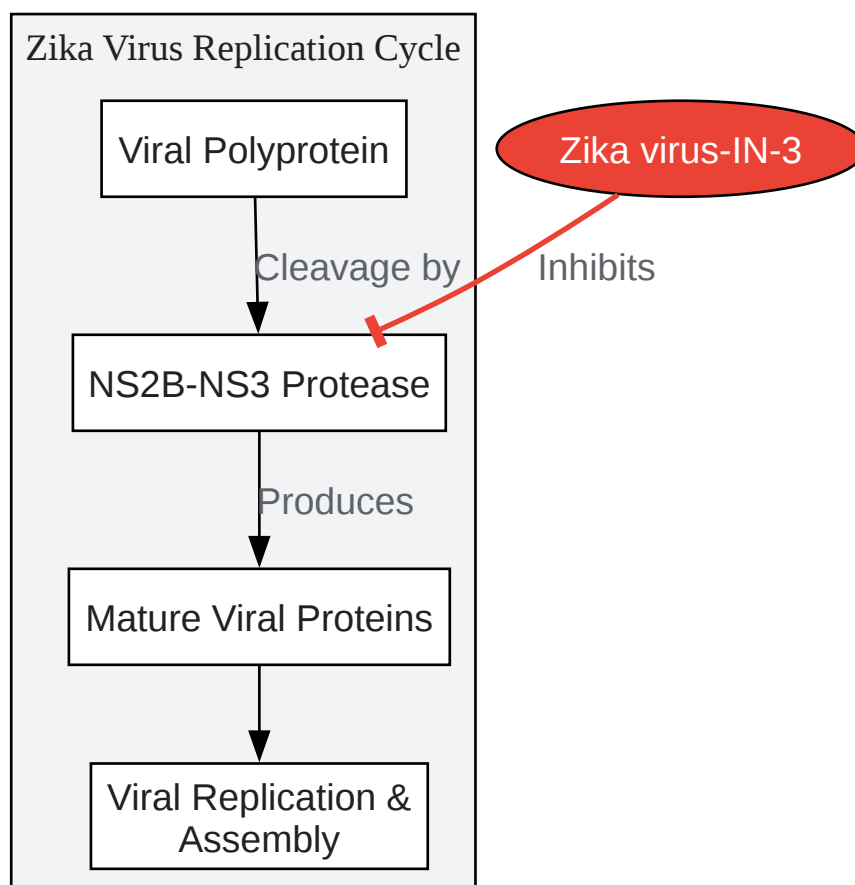 Zika Virus Replication Cycle
Viral Polyprotein
Zika virus-IN-3
Cleavage by
Inhibits
NS2B-NS3 Protease
Produces
Mature Viral Proteins
Viral Replication &
Assembly